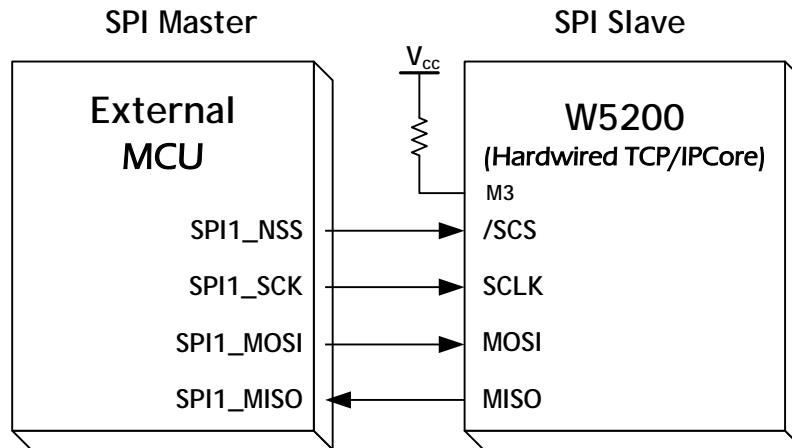 SPI Master
SPI Slave
Vcc
External
MCU
W5200
(Hardwired TCP/IPCore)
M3
SPI1_NSS
/SCS
SPI1_SCK
SCLK
SPI1_MOSI
MOSI
SPI1_MISO
MISO